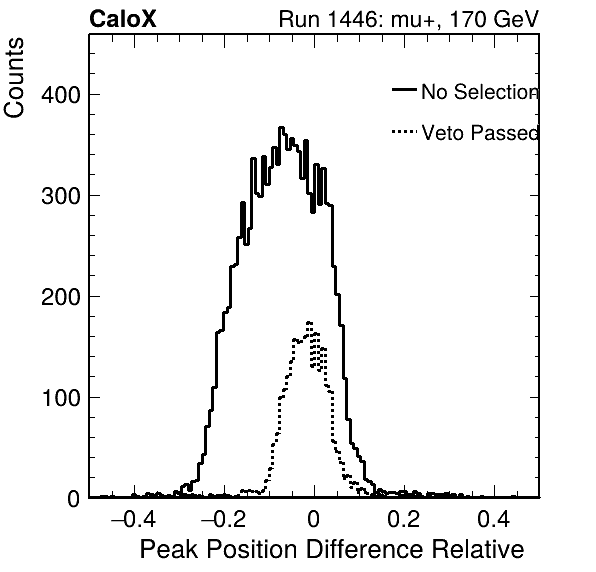 CaloX Run 1446: mu+, 170 GeV
Counts
No Selection
Veto Passed
400
300
200
100
0
−0.4 −0.2 0 0.2 0.4
Peak Position Difference Relative